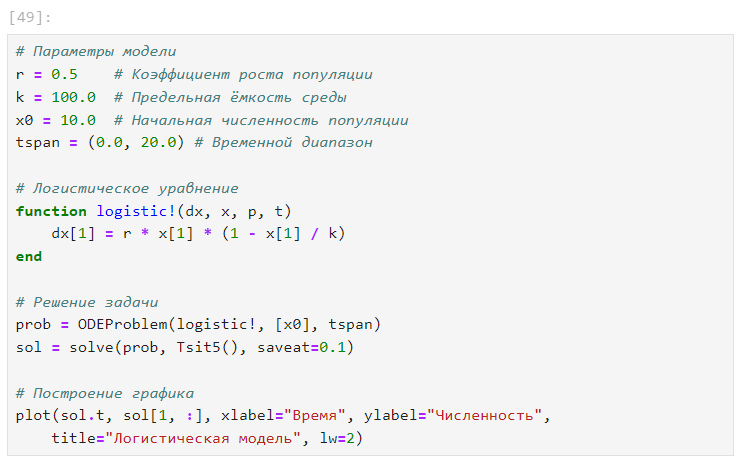 [49]:
# Параметры модели
r = 0.5    # Коэффициент роста популяции
k = 100.0  # Предельная ёмкость среды
x0 = 10.0  # Начальная численность популяции
tspan = (0.0, 20.0) # Временной диапазон
# Логистическое уравнение
function logistic!(dx, x, p, t)
    dx[1] = r * x[1] * (1 - x[1] / k)
end
# Решение задачи
prob = ODEProblem(logistic!, [x0], tspan)
sol = solve(prob, Tsit5(), saveat=0.1)
# Построение графика
plot(sol.t, sol[1, :], xlabel="Время", ylabel="Численность",
    title="Логистическая модель", lw=2)